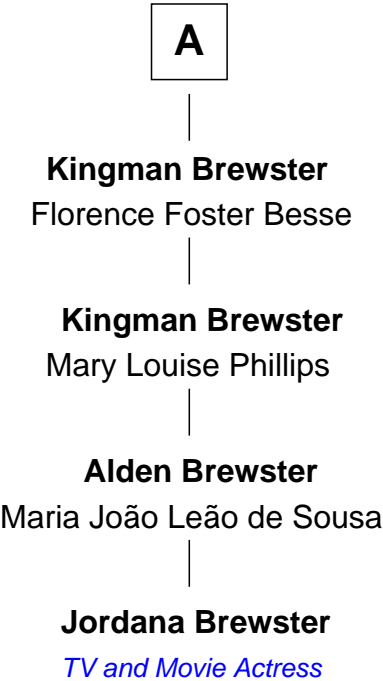 A
Kingman Brewster
Florence Foster Besse
Kingman Brewster
Mary Louise Phillips
Alden Brewster
Maria João Leão de Sousa
Jordana Brewster
TV and Movie Actress